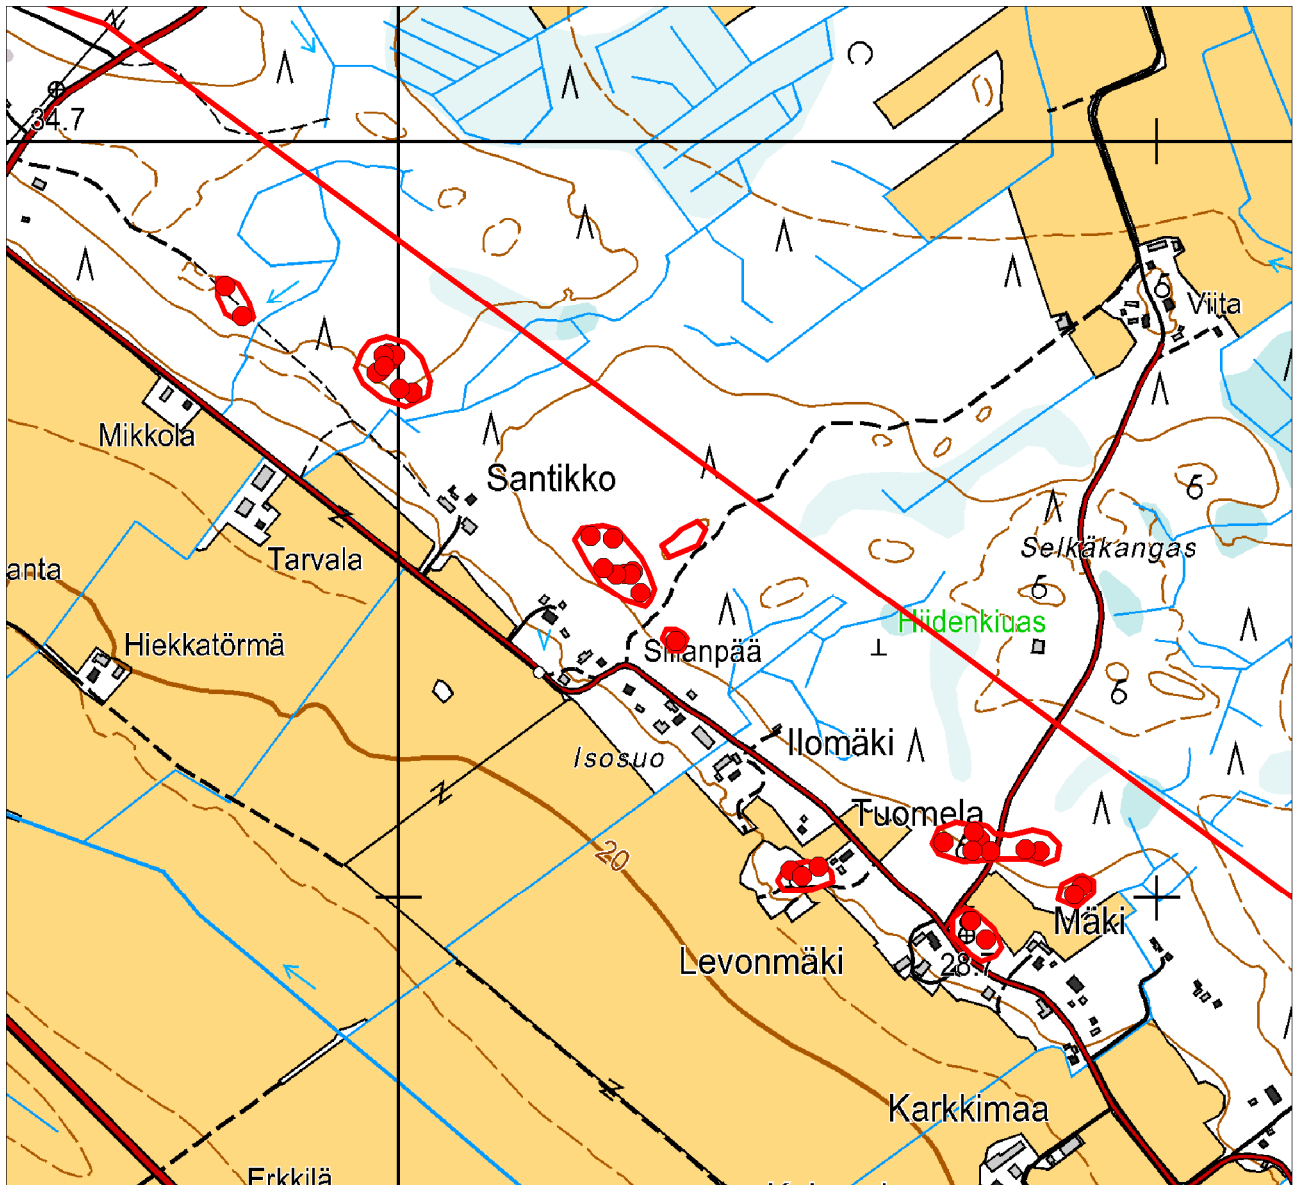 34.7
Viita
Mikkola
Santikko
Selkäkangas
Tarvala
anta
Hiidenkiuas
Hiekkatörmä
Sillanpää
Ilomäki
Isosuo
Tuomela
20
Mäki
Levonmäki
28.7
Karkkimaa
Erkkilä